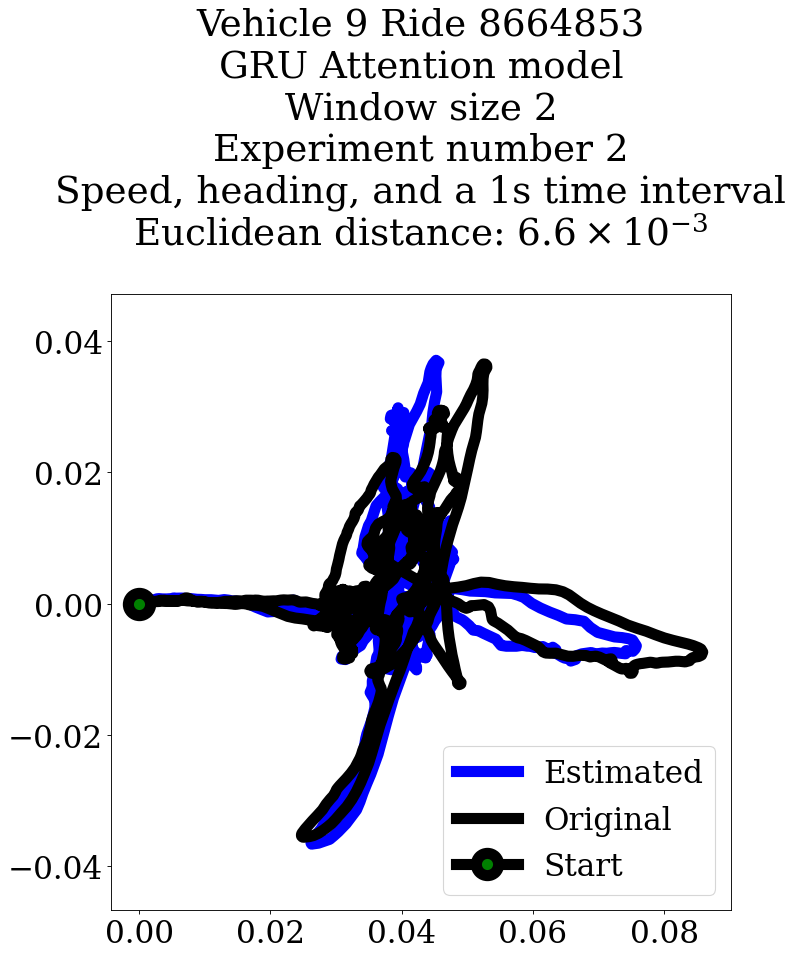 Vehicle 9 Ride 8664853
GRU Attention model
Window size 2
Experiment number 2
Speed, heading, and a 1s time interval
Euclidean distance: 6.6 × 10⁻³
0.04
0.02
0.00
−0.02
−0.04
Estimated
Original
Start
0.00 0.02 0.04 0.06 0.08